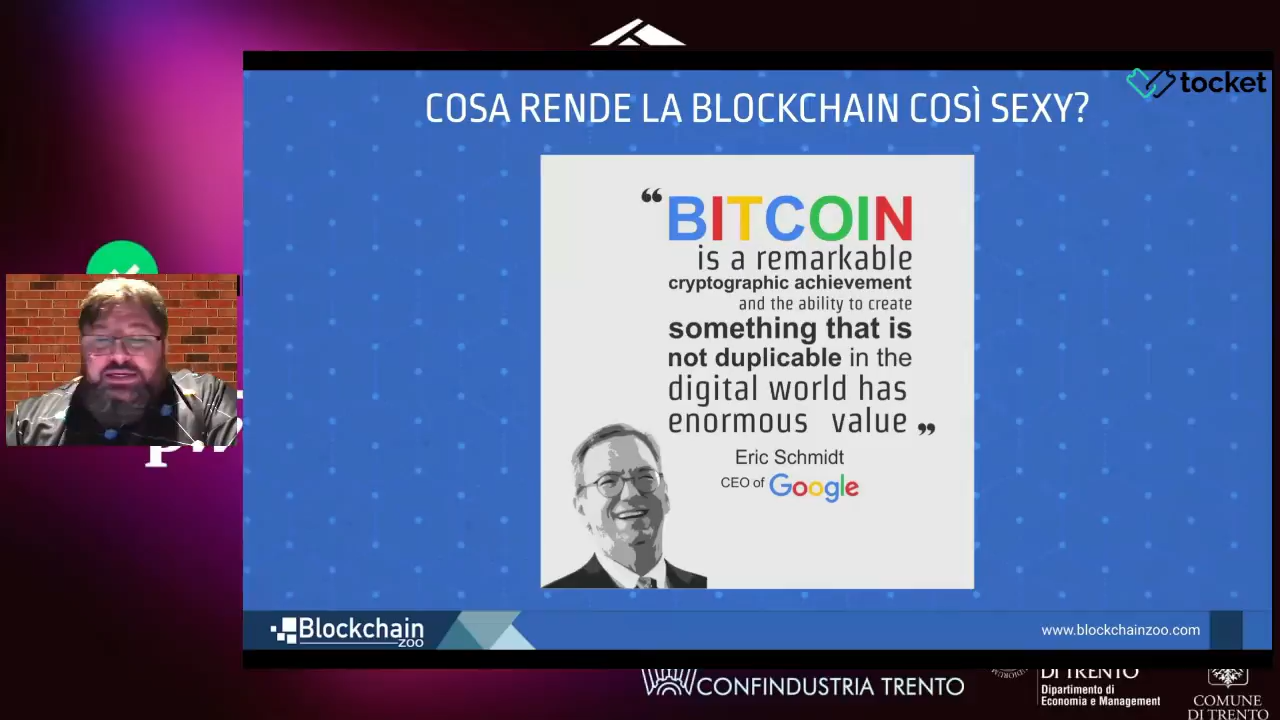 tocket
COSA RENDE LA BLOCKCHAIN COSÌ SEXY?
“BITCOIN
is a remarkable
cryptographic achievement
and the ability to create
something that is
not duplicable in the
digital world has
enormous value”
Eric Schmidt
CEO of Google
Blockchain
ZOO
www.blockchainzoo.com
CONFINDUSTRIA TRENTO
DI TRENTO
Dipartimento di
Economia e Management
COMUNE
DI TRENTO